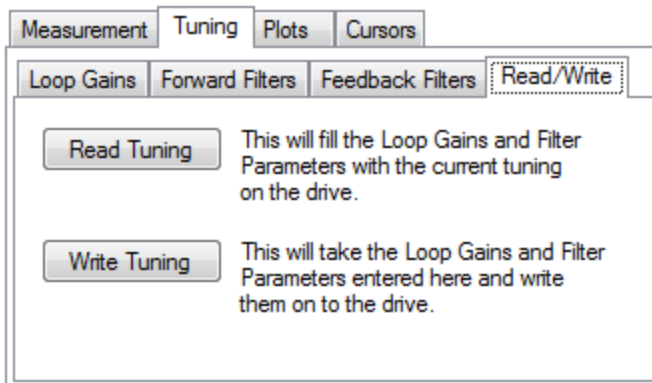 Measurement Tuning Plots Cursors
Loop Gains Forward Filters Feedback Filters Read/Write
Read Tuning
This will fill the Loop Gains and Filter
Parameters with the current tuning
on the drive.
Write Tuning
This will take the Loop Gains and Filter
Parameters entered here and write
them on to the drive.